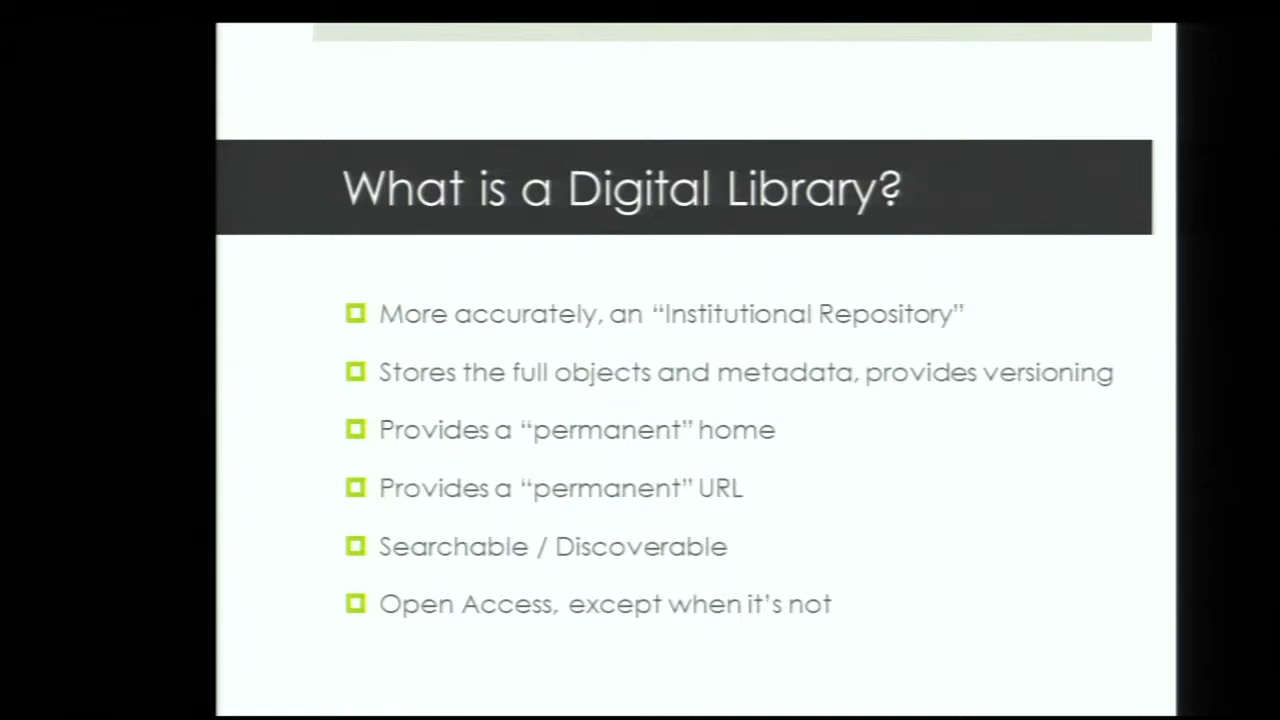 What is a Digital Library?
More accurately, an “Institutional Repository”
Stores the full objects and metadata, provides versioning
Provides a “permanent” home
Provides a “permanent” URL
Searchable / Discoverable
Open Access, except when it’s not